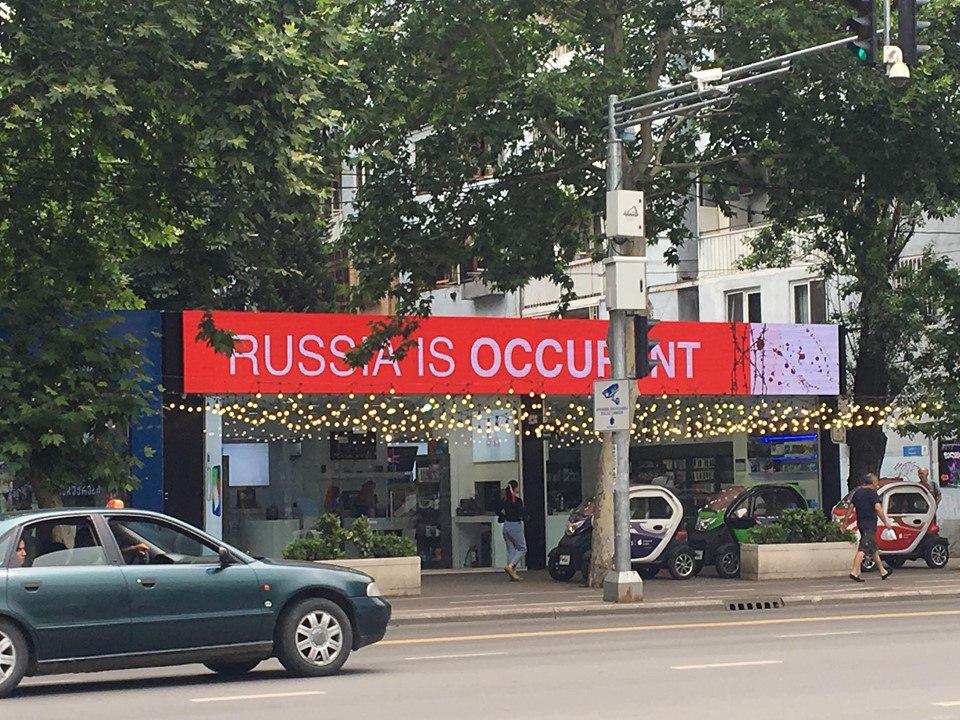 RUSSIA IS OCCUPANT